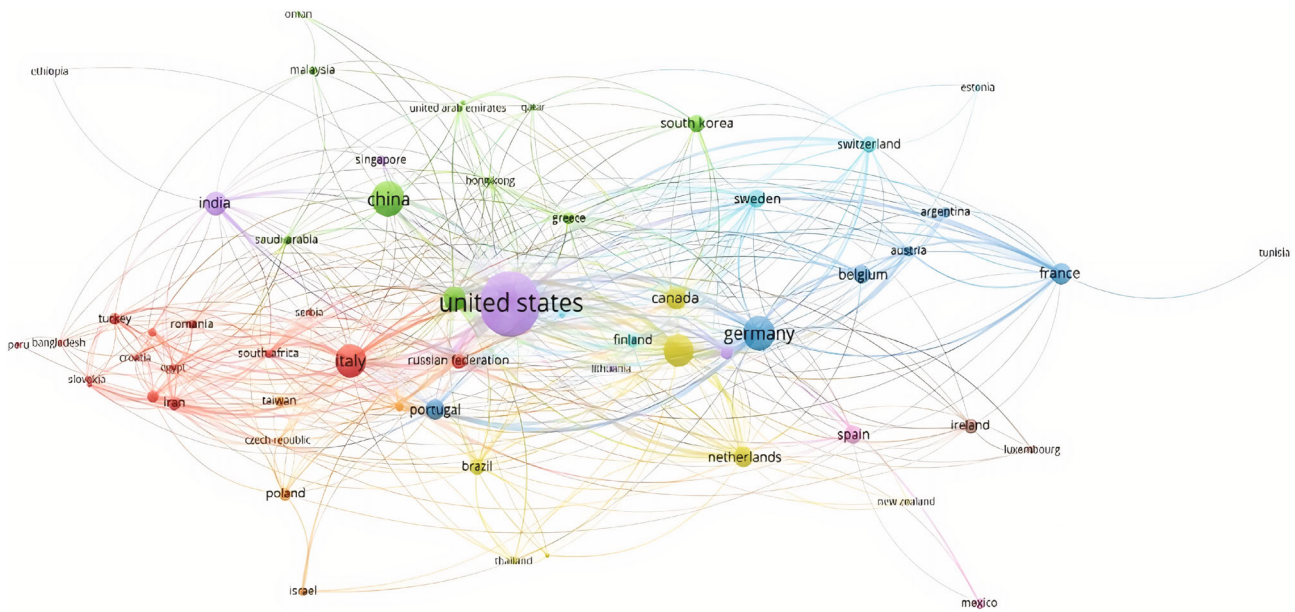 oman
ethiopia
malaysia
estonia
united arab emirates
qatar
south korea
switzerland
singapore
hong kong
china
india
sweden
greece
argentina
saudi arabia
austria
tunisia
belgium
france
united states
canada
serbia
turkey
romania
germany
finland
peru
bangladesh
croatia
south africa
italy
russian federation
egypt
lithuania
slovakia
iran
taiwan
portugal
ireland
spain
czech republic
luxembourg
netherlands
brazil
poland
new zealand
thailand
israel
mexico